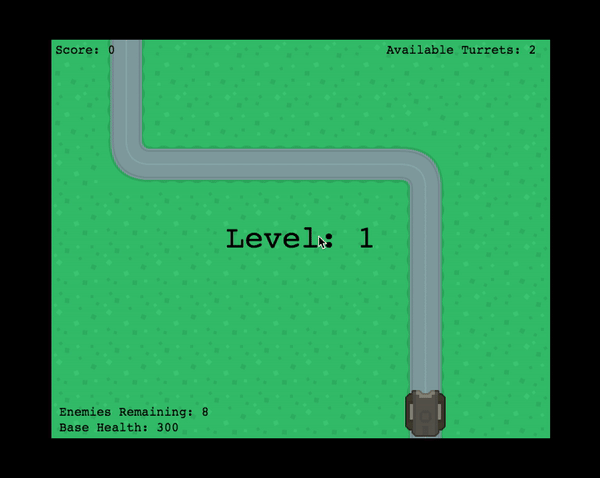 Score: 0
Available Turrets: 2
Level: 1
Enemies Remaining: 8
Base Health: 300